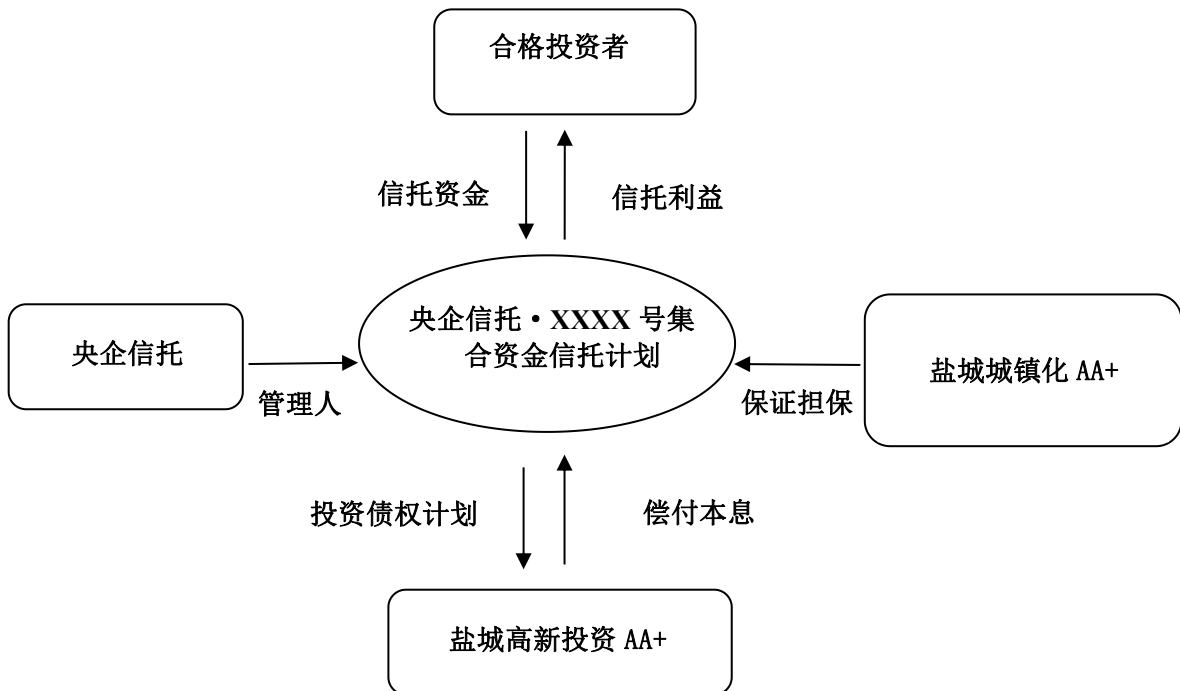 合格投资者
信托资金
信托利益
央企信托·XXXX 号集
合资金信托计划
央企信托
管理人
盐城城镇化 AA+
保证担保
投资债权计划
偿付本息
盐城高新投资 AA+